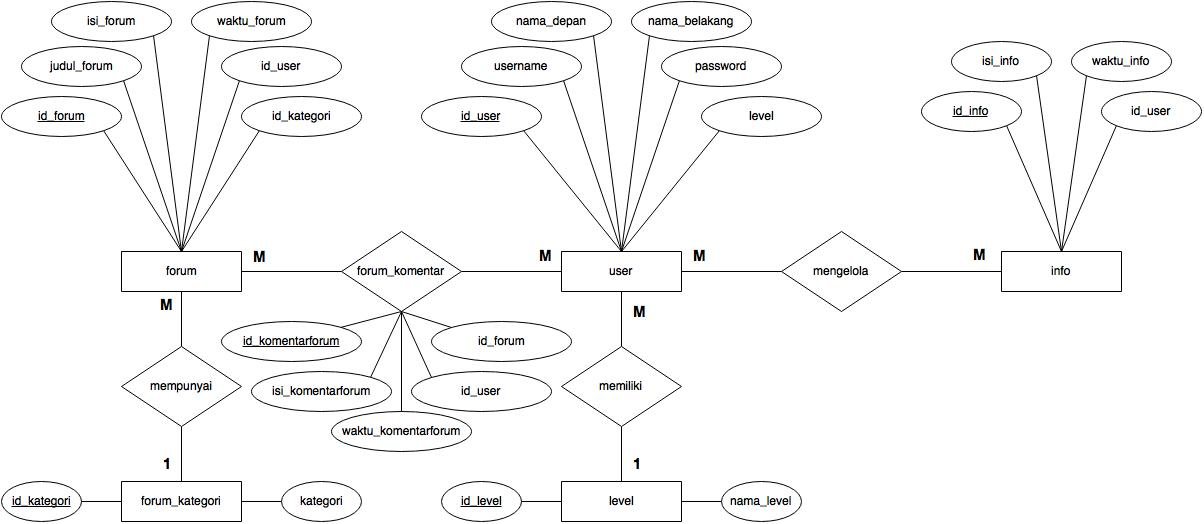 isi_forum
waktu_forum
nama_depan
nama_belakang
judul_forum
id_user
username
password
isi_info
waktu_info
id_forum
id_kategori
id_user
level
id_info
id_user
forum
M
forum_komentar
M
user
M
mengelola
M
info
M
M
id_komentarforum
id_forum
mempunyai
isi_komentarforum
id_user
memiliki
waktu_komentarforum
1
1
id_kategori
forum_kategori
kategori
id_level
level
nama_level